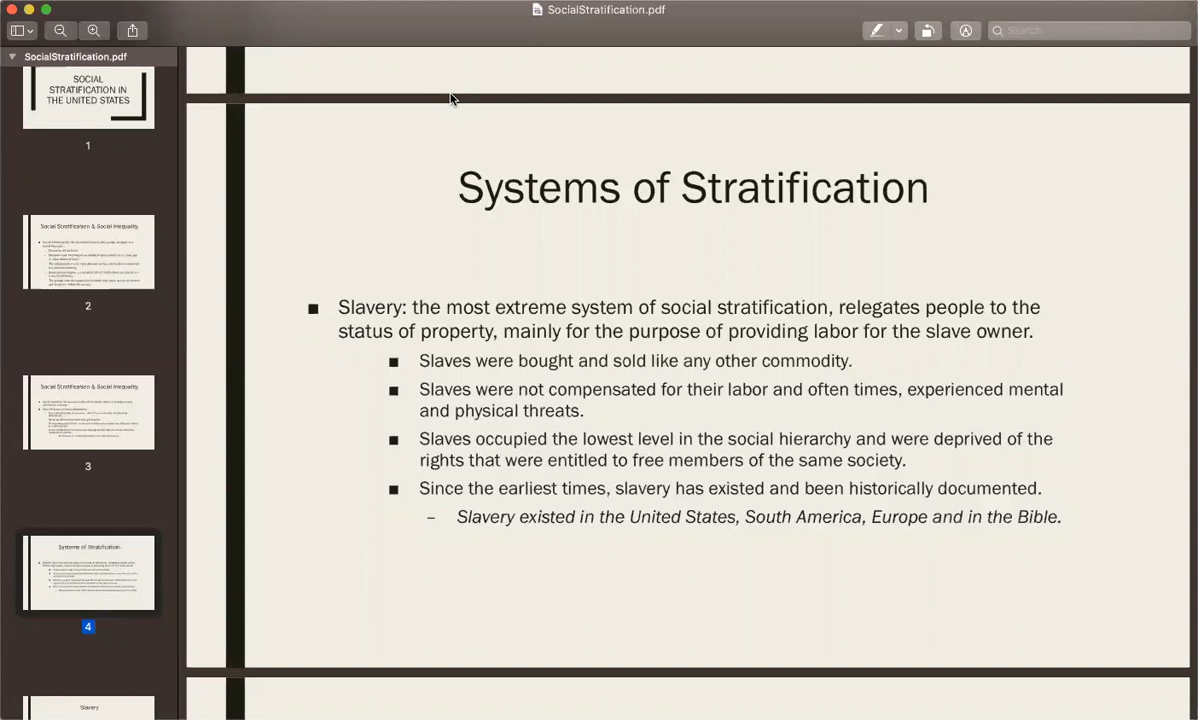 SocialStratification.pdf
Search
SocialStratification.pdf
SOCIAL
STRATIFICATION IN
THE UNITED STATES
1
Social Stratification & Social Inequality
2
Social Stratification & Social Inequality
3
Systems of Stratification
4
Slavery
Systems of Stratification
■ Slavery: the most extreme system of social stratification, relegates people to the
status of property, mainly for the purpose of providing labor for the slave owner.
■ Slaves were bought and sold like any other commodity.
■ Slaves were not compensated for their labor and often times, experienced mental
and physical threats.
■ Slaves occupied the lowest level in the social hierarchy and were deprived of the
rights that were entitled to free members of the same society.
■ Since the earliest times, slavery has existed and been historically documented.
– Slavery existed in the United States, South America, Europe and in the Bible.